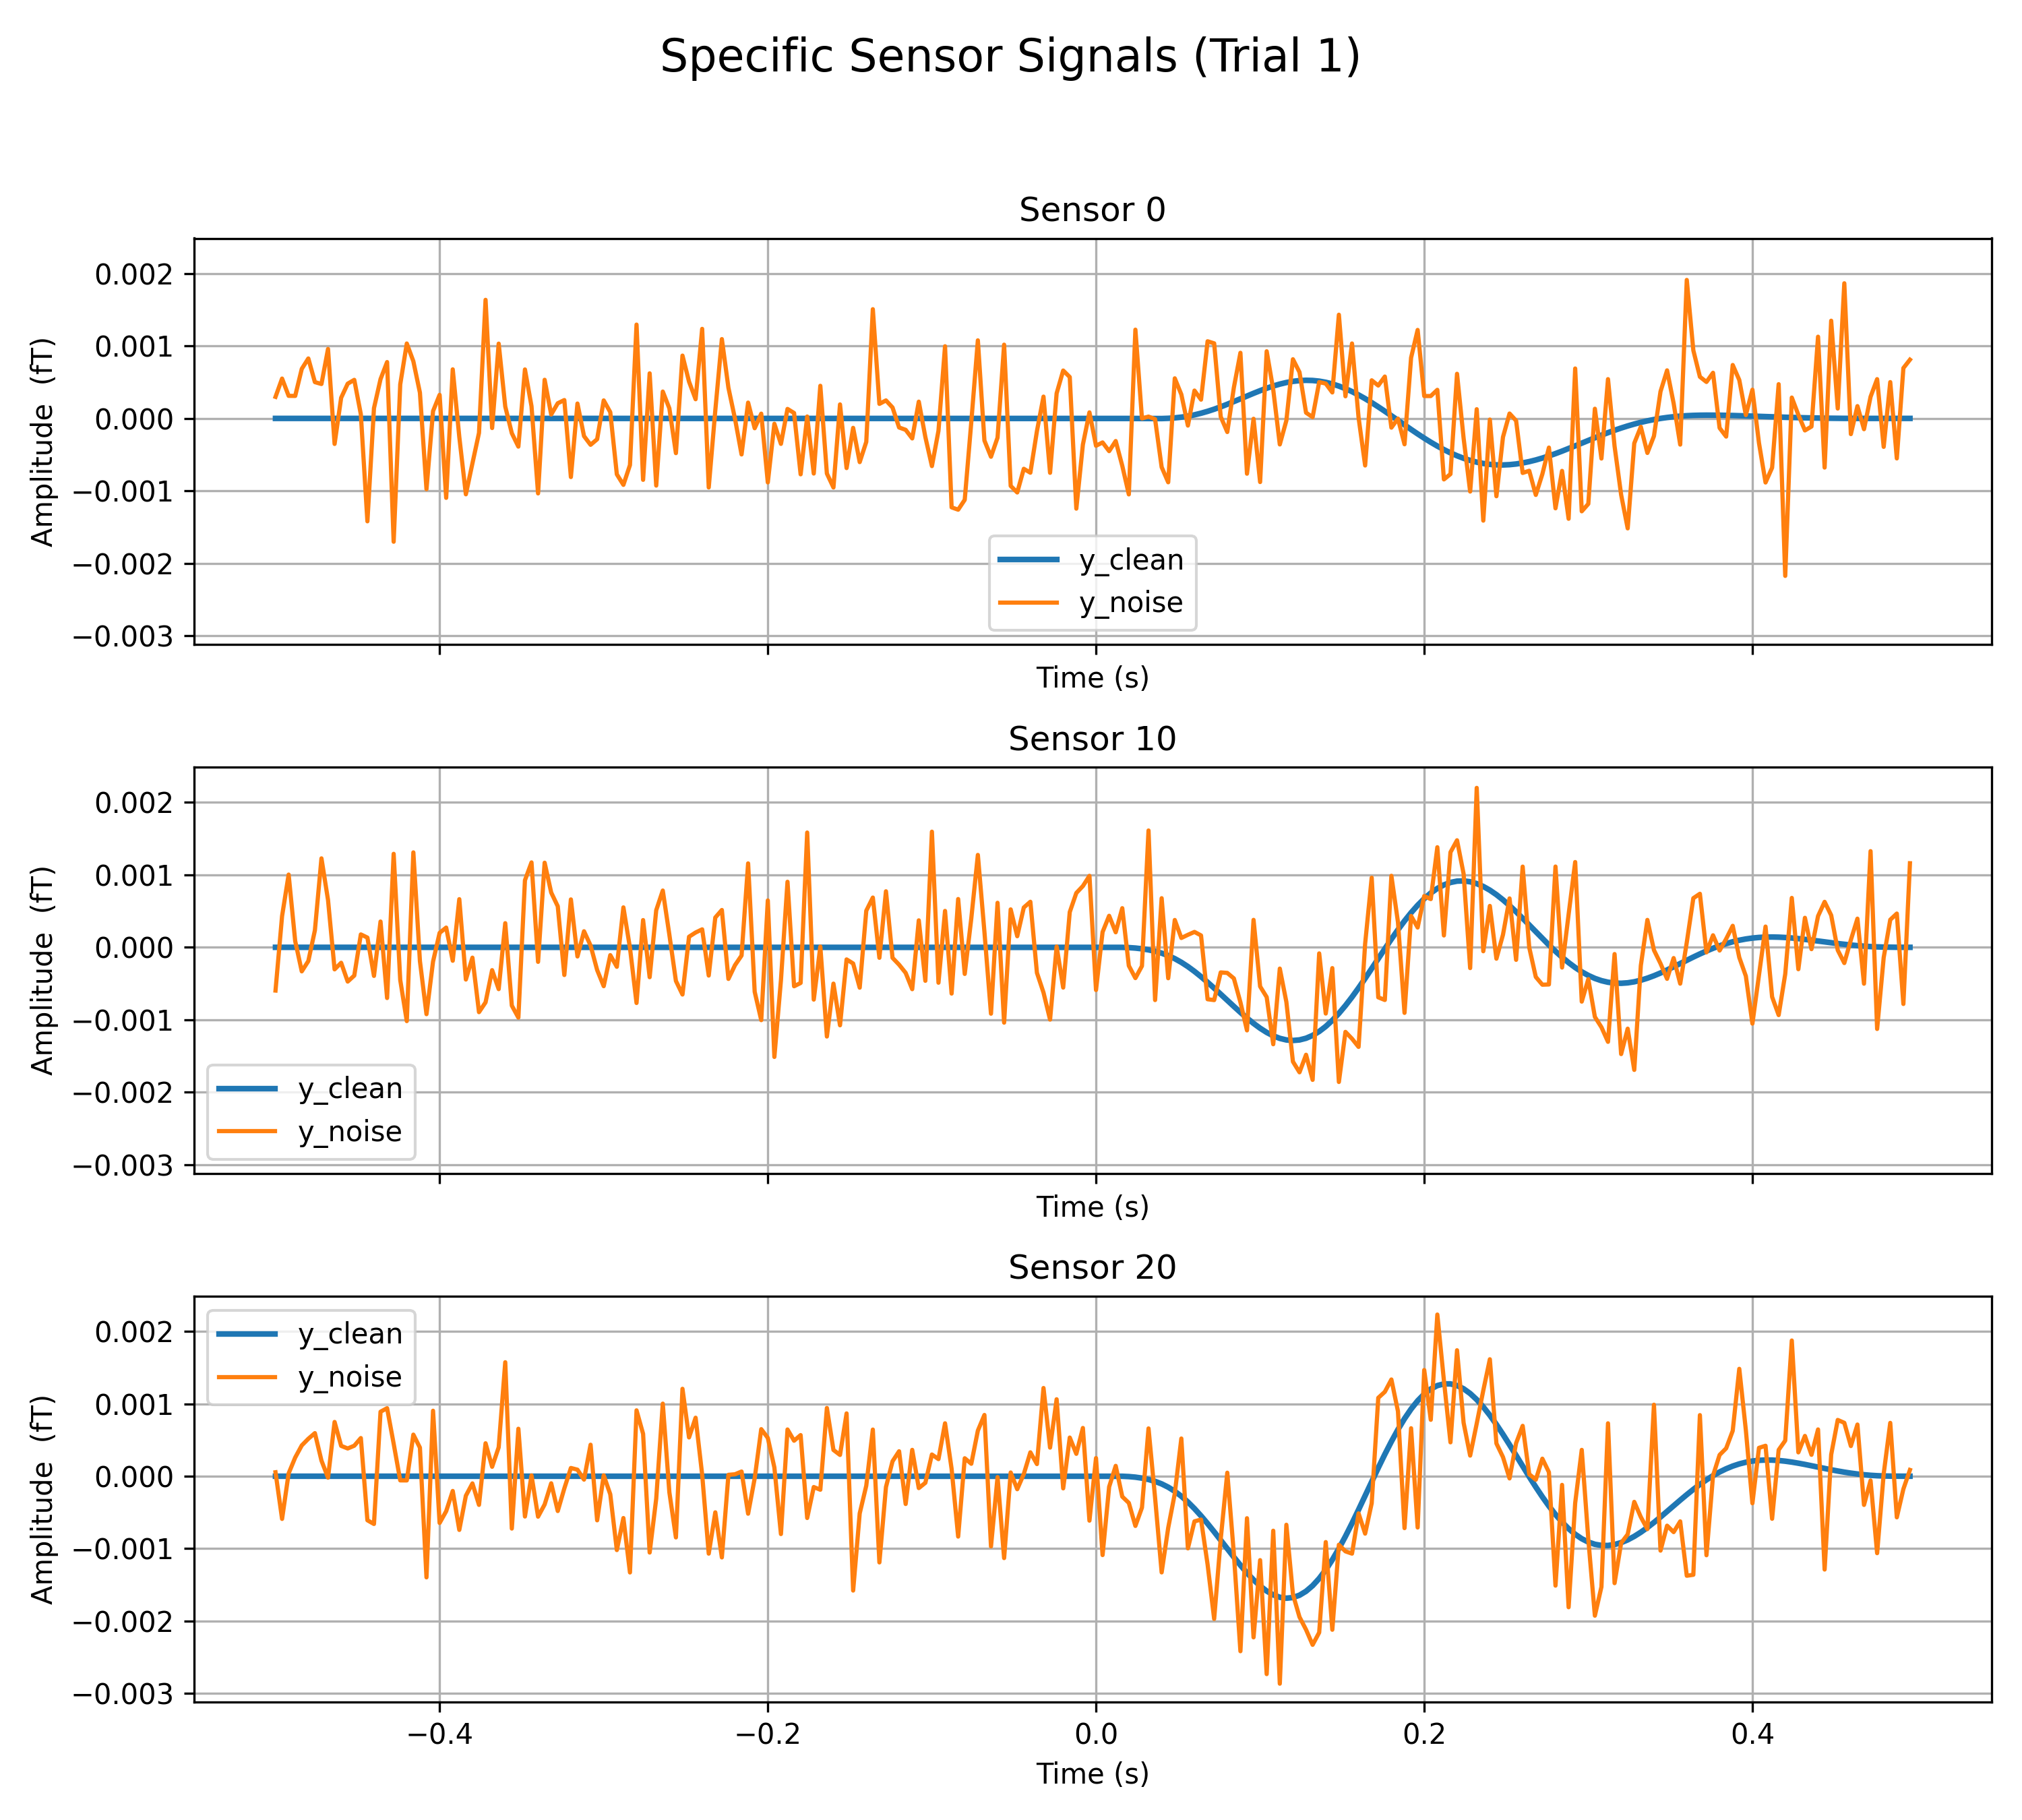 Specific Sensor Signals (Trial 1)
Sensor 0
Amplitude (fT)
0.002
0.001
0.000
−0.001
−0.002
−0.003
y_clean
y_noise
Time (s)
Sensor 10
Amplitude (fT)
0.002
0.001
0.000
−0.001
−0.002
−0.003
y_clean
y_noise
Time (s)
Sensor 20
Amplitude (fT)
0.002
0.001
0.000
−0.001
−0.002
−0.003
y_clean
y_noise
−0.4 −0.2 0.0 0.2 0.4
Time (s)